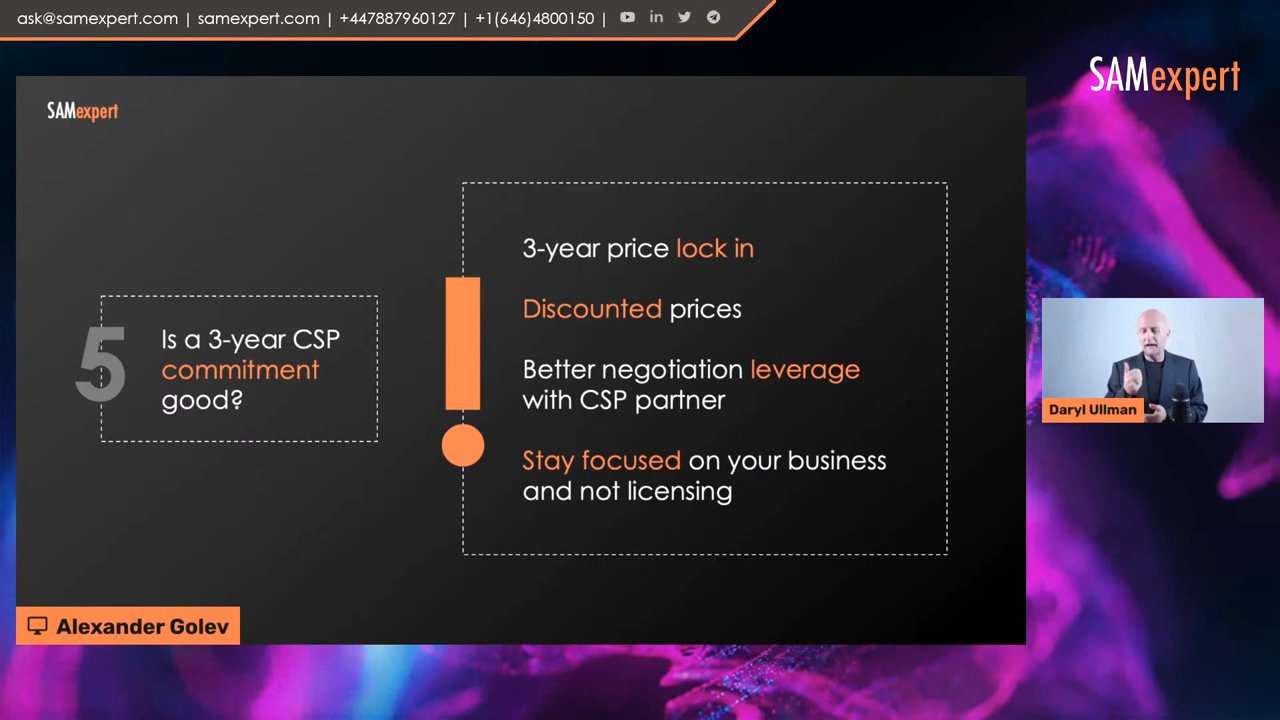 ask@samexpert.com | samexpert.com | +447887960127 | +1(646)4800150 |
SAMexpert
SAMexpert
5
Is a 3-year CSP
commitment
good?
3-year price lock in
Discounted prices
Better negotiation leverage
with CSP partner
Stay focused on your business
and not licensing
Daryl Ullman
Alexander Golev